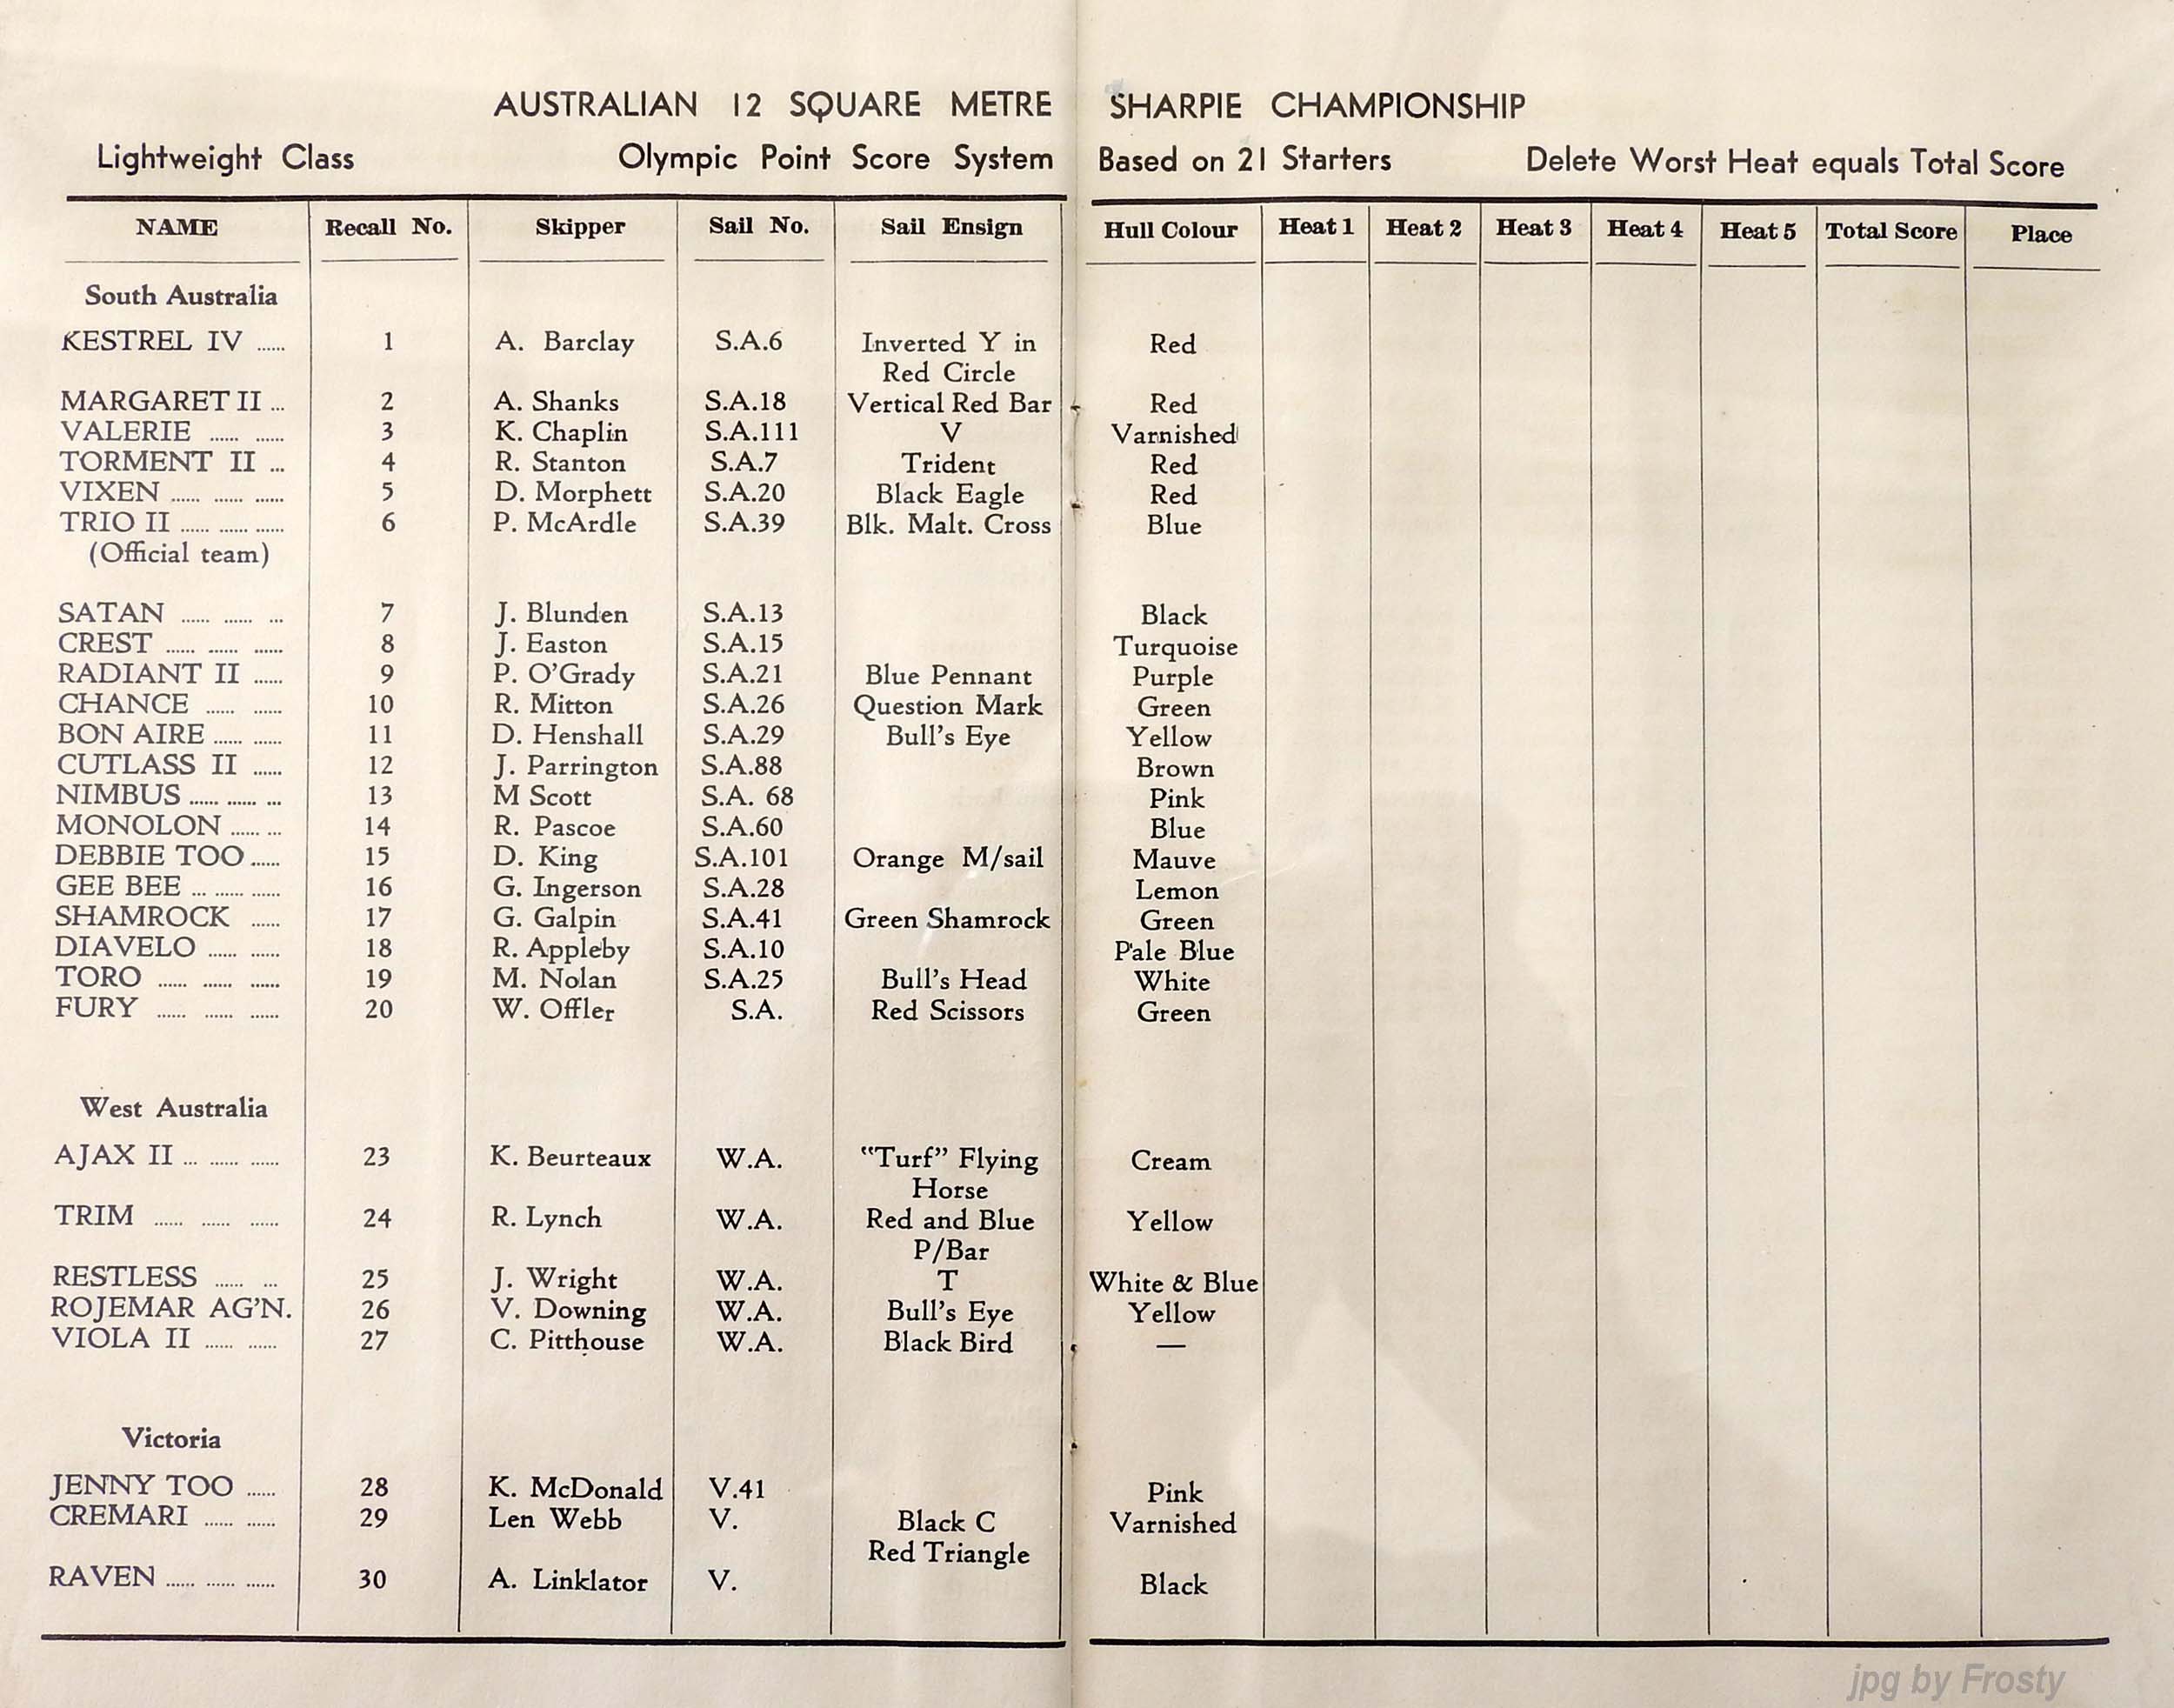 AUSTRALIAN 12 SQUARE METRE SHARPIE CHAMPIONSHIP
Lightweight Class Olympic Point Score System Based on 21 Starters Delete Worst Heat equals Total Score
NAME Recall No. Skipper Sail No. Sail Ensign Hull Colour Heat 1 Heat 2 Heat 3 Heat 4 Heat 5 Total Score Place
South Australia
KESTREL IV ...... 1 A. Barclay S.A.6 Inverted Y in Red
Red Circle
MARGARET II ... 2 A. Shanks S.A.18 Vertical Red Bar Red
VALERIE ...... ...... 3 K. Chaplin S.A.111 V Varnished
TORMENT II ... 4 R. Stanton S.A.7 Trident Red
VIXEN ...... ...... ...... 5 D. Morphett S.A.20 Black Eagle Red
TRIO II ...... ...... ...... 6 P. McArdle S.A.39 Blk. Malt. Cross Blue
(Official team)
SATAN ...... ...... ... 7 J. Blunden S.A.13 Black
CREST ...... ...... ...... 8 J. Easton S.A.15 Turquoise
RADIANT II ...... 9 P. O'Grady S.A.21 Blue Pennant Purple
CHANCE ...... ...... 10 R. Mitton S.A.26 Question Mark Green
BON AIRE ...... ...... 11 D. Henshall S.A.29 Bull's Eye Yellow
CUTLASS II ...... 12 J. Parrington S.A.88 Brown
NIMBUS ...... ...... ... 13 M Scott S.A. 68 Pink
MONOLON ...... ... 14 R. Pascoe S.A.60 Blue
DEBBIE TOO ...... 15 D. King S.A.101 Orange M/sail Mauve
GEE BEE ... ...... ...... 16 G. Ingerson S.A.28 Lemon
SHAMROCK ...... 17 G. Galpin S.A.41 Green Shamrock Green
DIAVELO ...... ...... 18 R. Appleby S.A.10 Pale Blue
TORO ...... ...... ...... 19 M. Nolan S.A.25 Bull's Head White
FURY ...... ...... ...... 20 W. Offler S.A. Red Scissors Green
West Australia
AJAX II ... ...... ...... 23 K. Beurteaux W.A. "Turf" Flying Cream
Horse
TRIM ...... ...... ...... 24 R. Lynch W.A. Red and Blue Yellow
P/Bar
RESTLESS ...... ... 25 J. Wright W.A. T White & Blue
ROJEMAR AG'N. 26 V. Downing W.A. Bull's Eye Yellow
VIOLA II ...... ...... 27 C. Pitthouse W.A. Black Bird —
Victoria
JENNY TOO ...... 28 K. McDonald V.41 Pink
CREMARI ...... ...... 29 Len Webb V. Black C Varnished
Red Triangle
RAVEN ...... ...... ...... 30 A. Linklator V. Black
jpg by Frosty